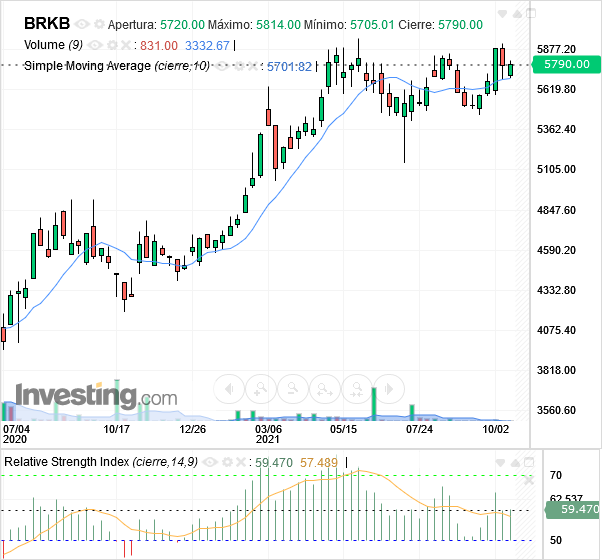 BRKB Apertura: 5720.00 Máximo: 5814.00 Mínimo: 5705.01 Cierre: 5790.00
Volume (9) : 831.00 3332.67
Simple Moving Average (cierre,10) : 5701.82
5877.20
5790.00
5619.80
5362.40
5105.00
4847.60
4590.20
4332.80
4075.40
3818.00
3560.60
Investing.com
07/04 10/17 12/26 03/06 05/15 07/24 10/02
2020 2021
Relative Strength Index (cierre,14,9) : 59.470 57.489
70
62.537
59.470
50